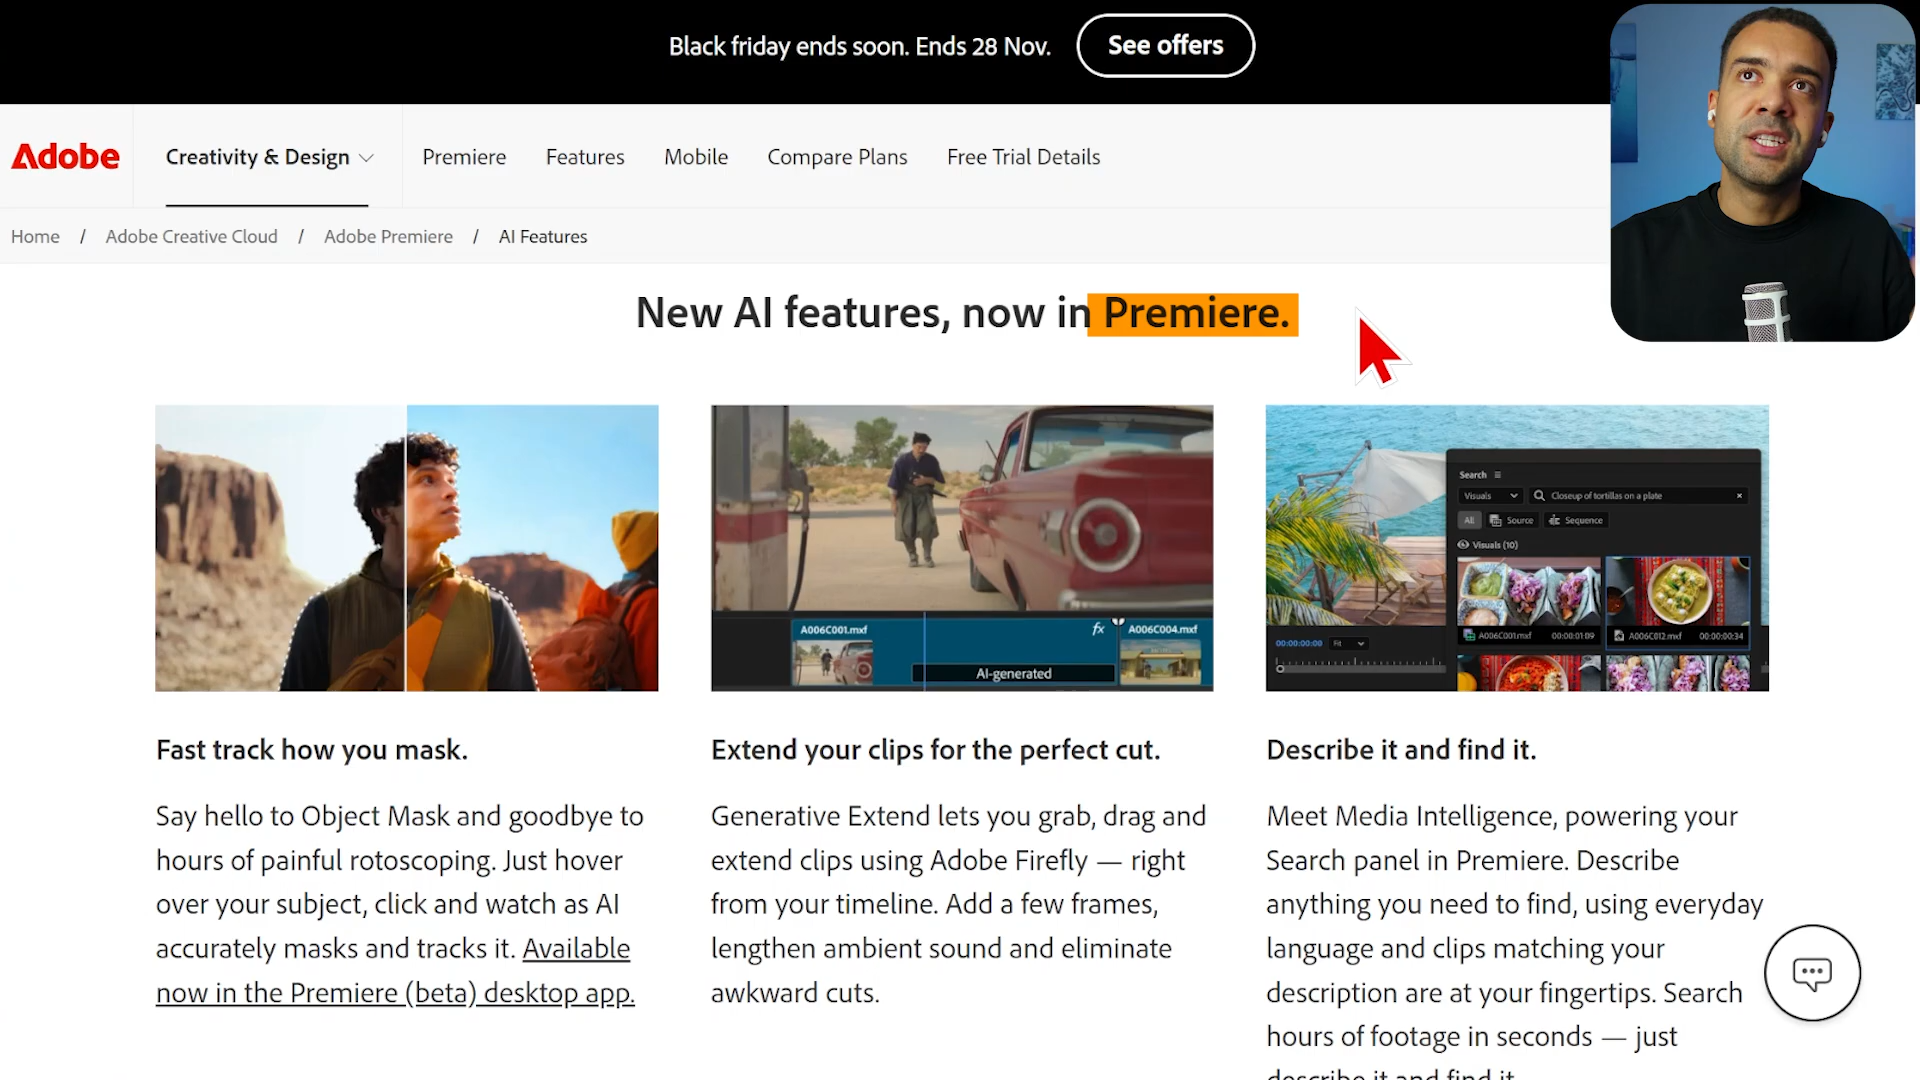 Black friday ends soon. Ends 28 Nov.
See offers
Adobe
Creativity & Design
Premiere
Features
Mobile
Compare Plans
Free Trial Details
Home / Adobe Creative Cloud / Adobe Premiere / AI Features
New AI features, now in Premiere.
A006C001.mxf
fx
A006C004.mxf
AI-generated
Search
Visuals
Closeup of tortillas on a plate
All
Source
Sequence
Visuals (10)
A006C001.mxf
00:00:01:09
A006C012.mxf
00:00:00:34
00:00:00:00
Fit
Fast track how you mask.
Say hello to Object Mask and goodbye to
hours of painful rotoscoping. Just hover
over your subject, click and watch as AI
accurately masks and tracks it. Available
now in the Premiere (beta) desktop app.
Extend your clips for the perfect cut.
Generative Extend lets you grab, drag and
extend clips using Adobe Firefly — right
from your timeline. Add a few frames,
lengthen ambient sound and eliminate
awkward cuts.
Describe it and find it.
Meet Media Intelligence, powering your
Search panel in Premiere. Describe
anything you need to find, using everyday
language and clips matching your
description are at your fingertips. Search
hours of footage in seconds — just
describe it and find it.